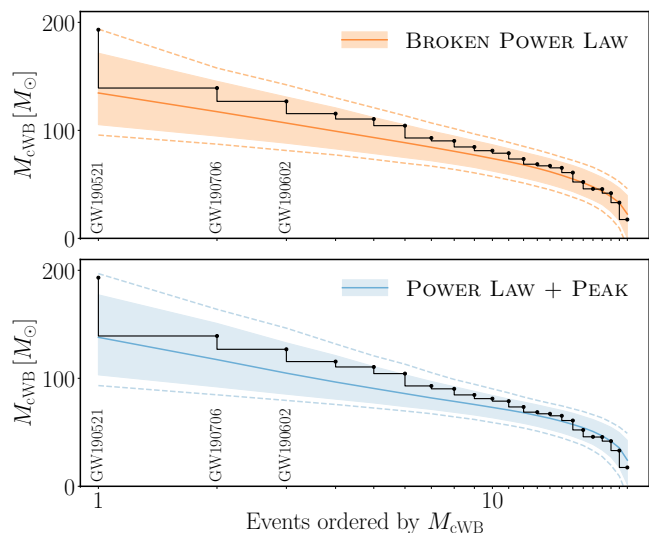 200
100
0
M_cWB [M_⊙]
BROKEN POWER LAW
GW190521
GW190706
GW190602
200
100
0
M_cWB [M_⊙]
POWER LAW + PEAK
GW190521
GW190706
GW190602
1
10
Events ordered by M_cWB